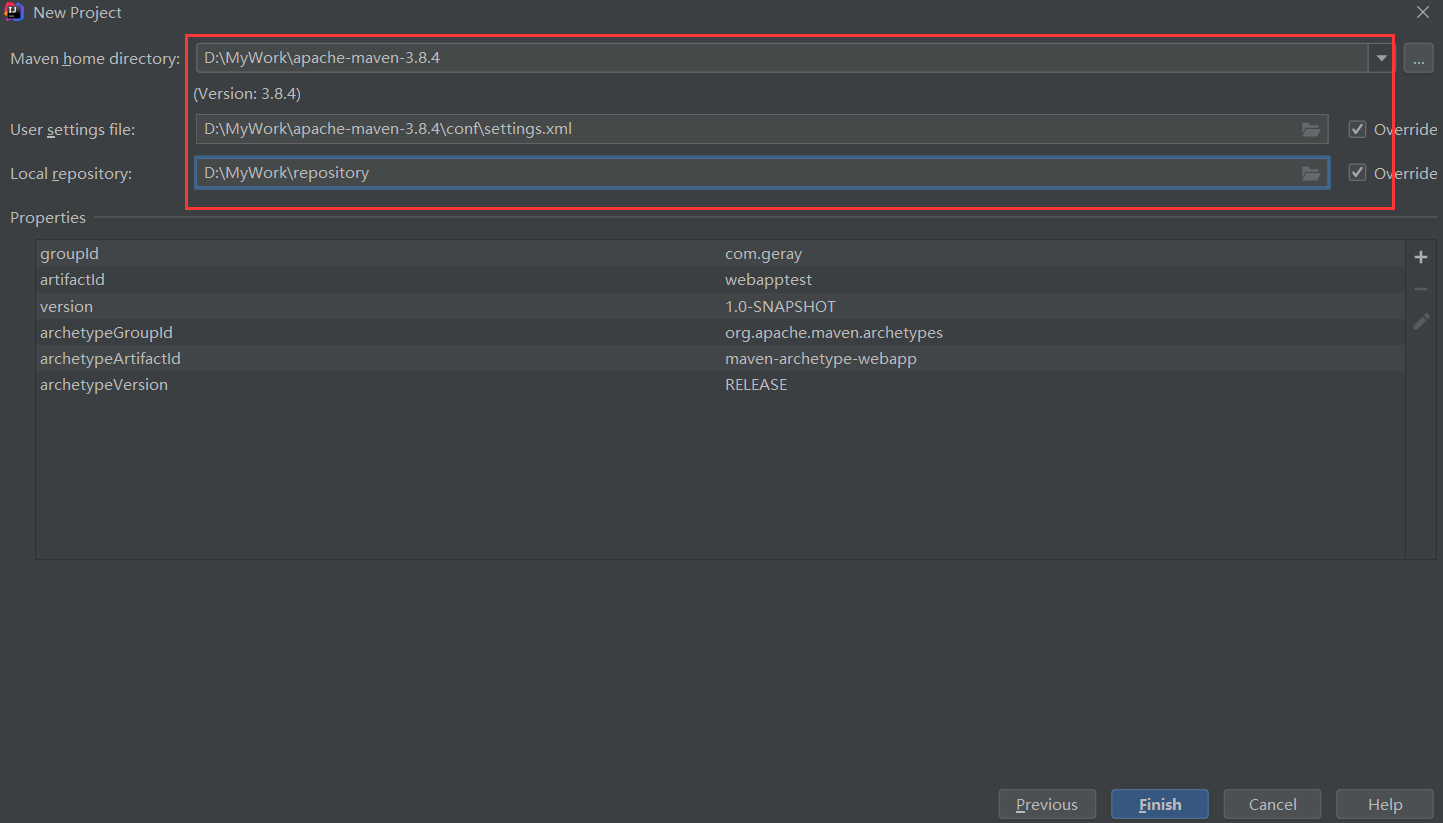 New Project
Maven home directory: D:\MyWork\apache-maven-3.8.4 ...
(Version: 3.8.4)
User settings file: D:\MyWork\apache-maven-3.8.4\conf\settings.xml Override
Local repository: D:\MyWork\repository Override
Properties
groupId com.geray
artifactId webapptest
version 1.0-SNAPSHOT
archetypeGroupId org.apache.maven.archetypes
archetypeArtifactId maven-archetype-webapp
archetypeVersion RELEASE
Previous Finish Cancel Help